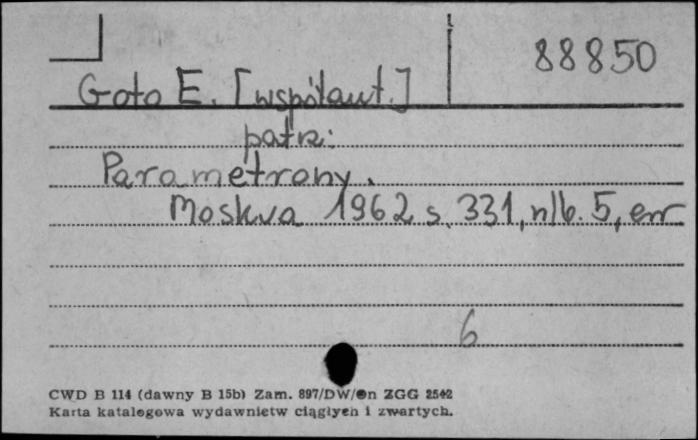 88850
Goto E. [współaut.]
patrz:
Parametrony.
Moskva 1962 s. 331, nlb. 5, err
6
CWD B 114 (dawny B 15b) Zam. 897/DW/Øn ZGG 2542
Karta katalogowa wydawnictw ciągłych i zwartych.